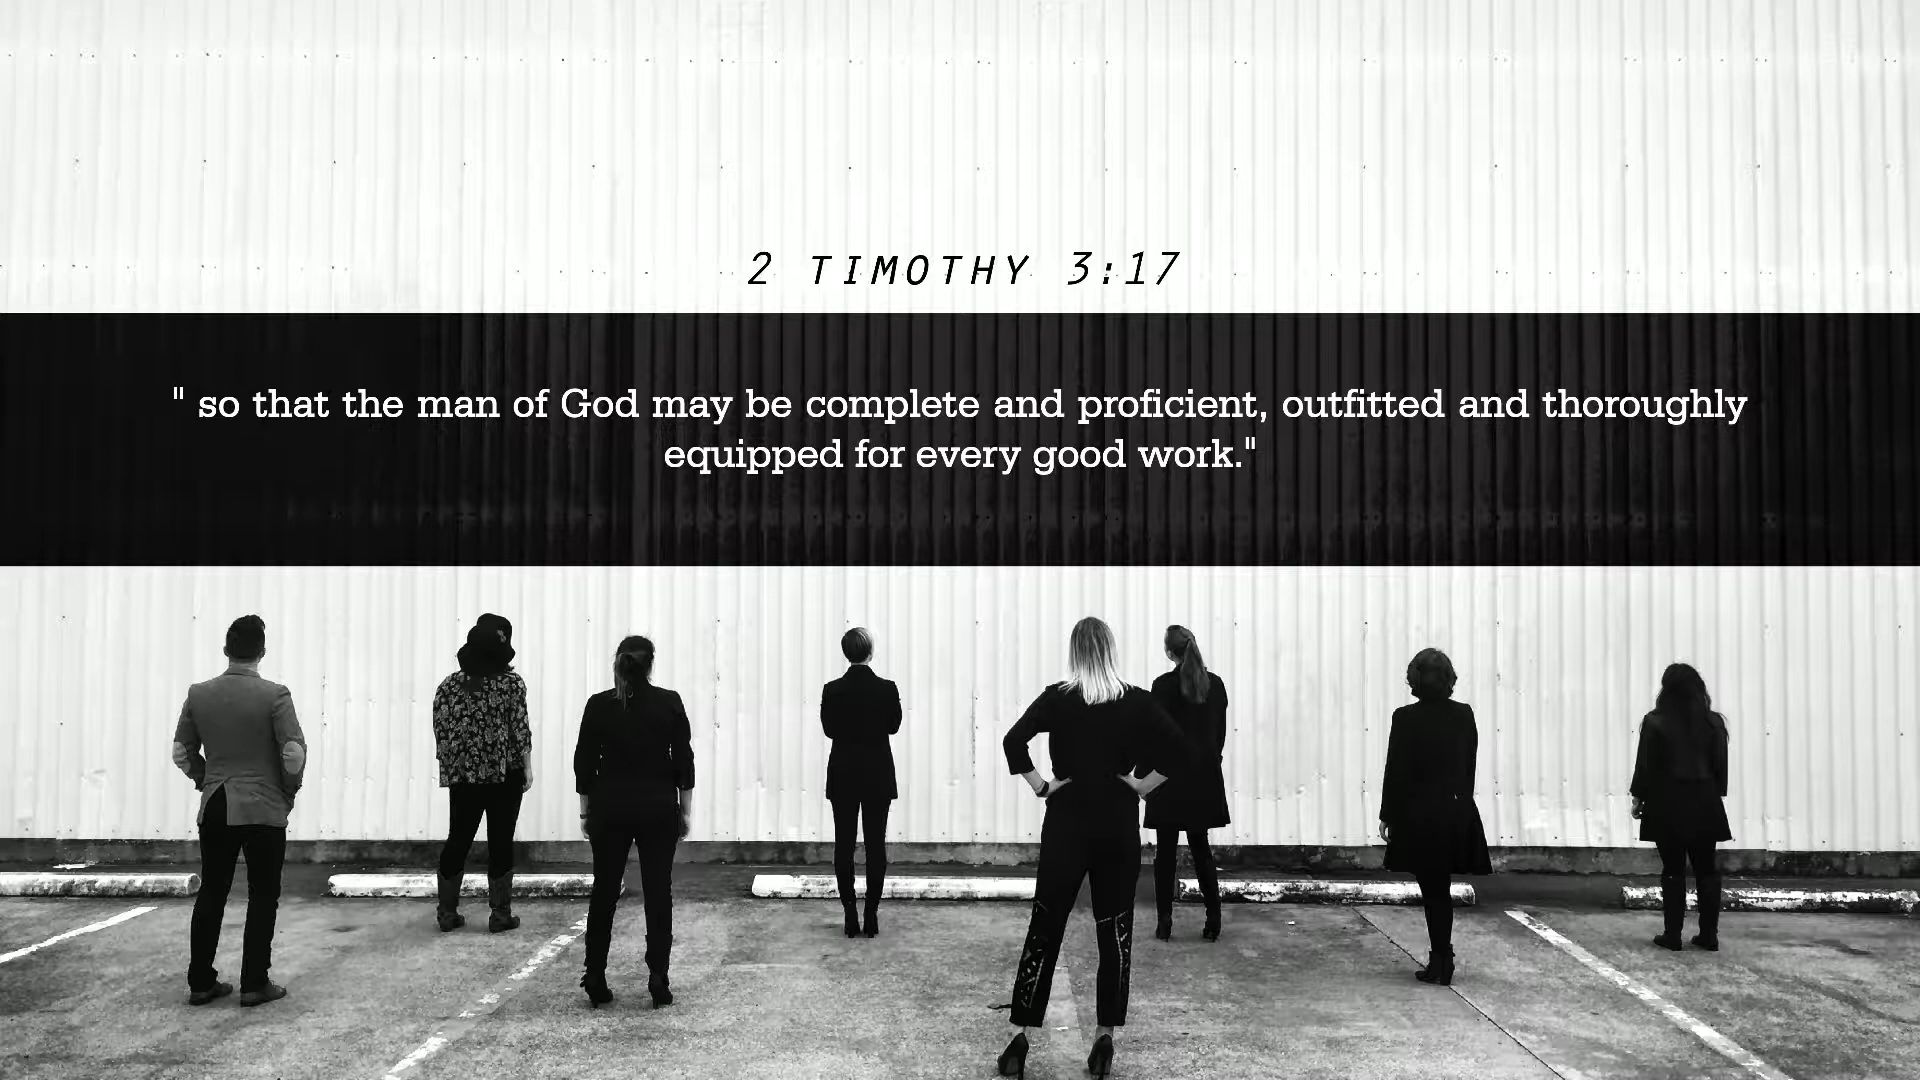 2 TIMOTHY 3:17
" so that the man of God may be complete and proficient, outfitted and thoroughly
equipped for every good work."